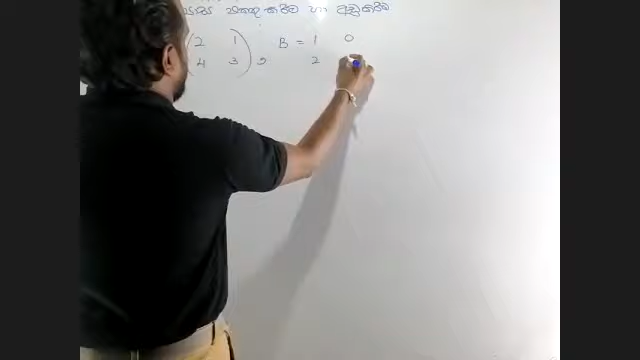 එකතු කිරීම හා අඩු කිරීම
( 2 1 B = 1 0
4 3 ) , 2